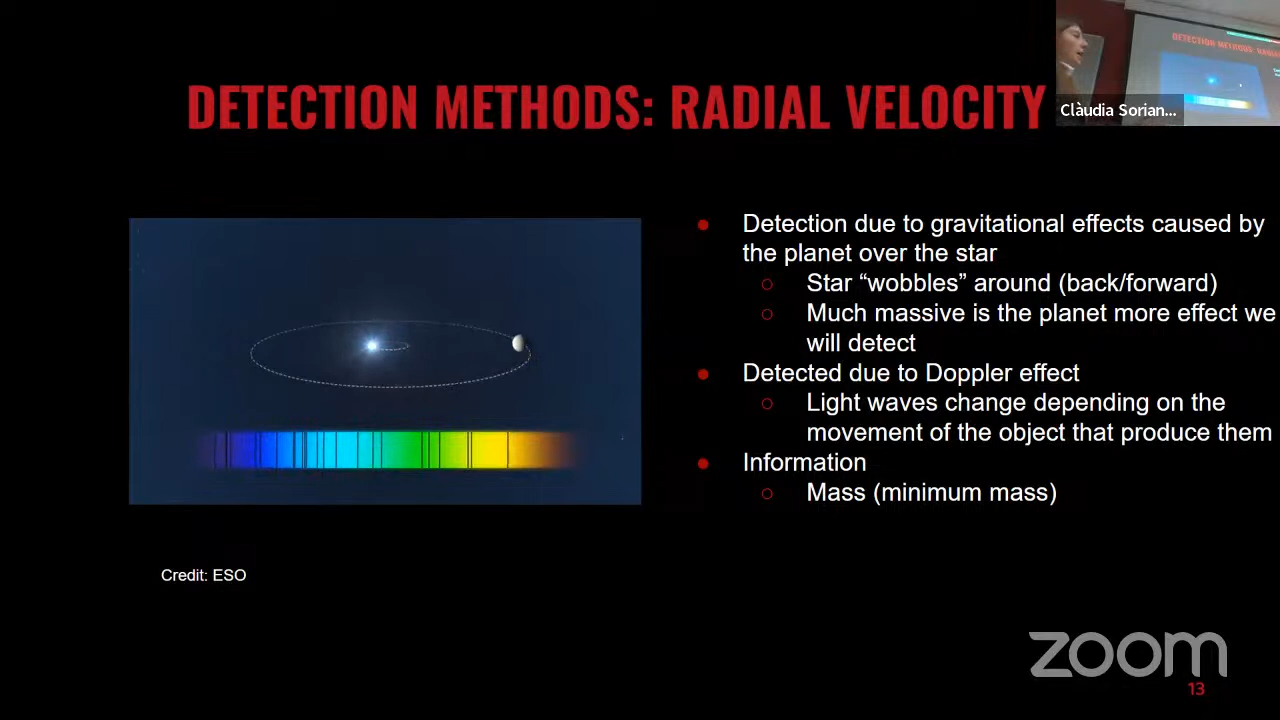 DETECTION METHODS: RADIAL VELOCITY
DETECTION METHODS: RADIA
Clàudia Sorian...
● Detection due to gravitational effects caused by
the planet over the star
○ Star “wobbles” around (back/forward)
○ Much massive is the planet more effect we
will detect
● Detected due to Doppler effect
○ Light waves change depending on the
movement of the object that produce them
● Information
○ Mass (minimum mass)
Credit: ESO
zoom
13